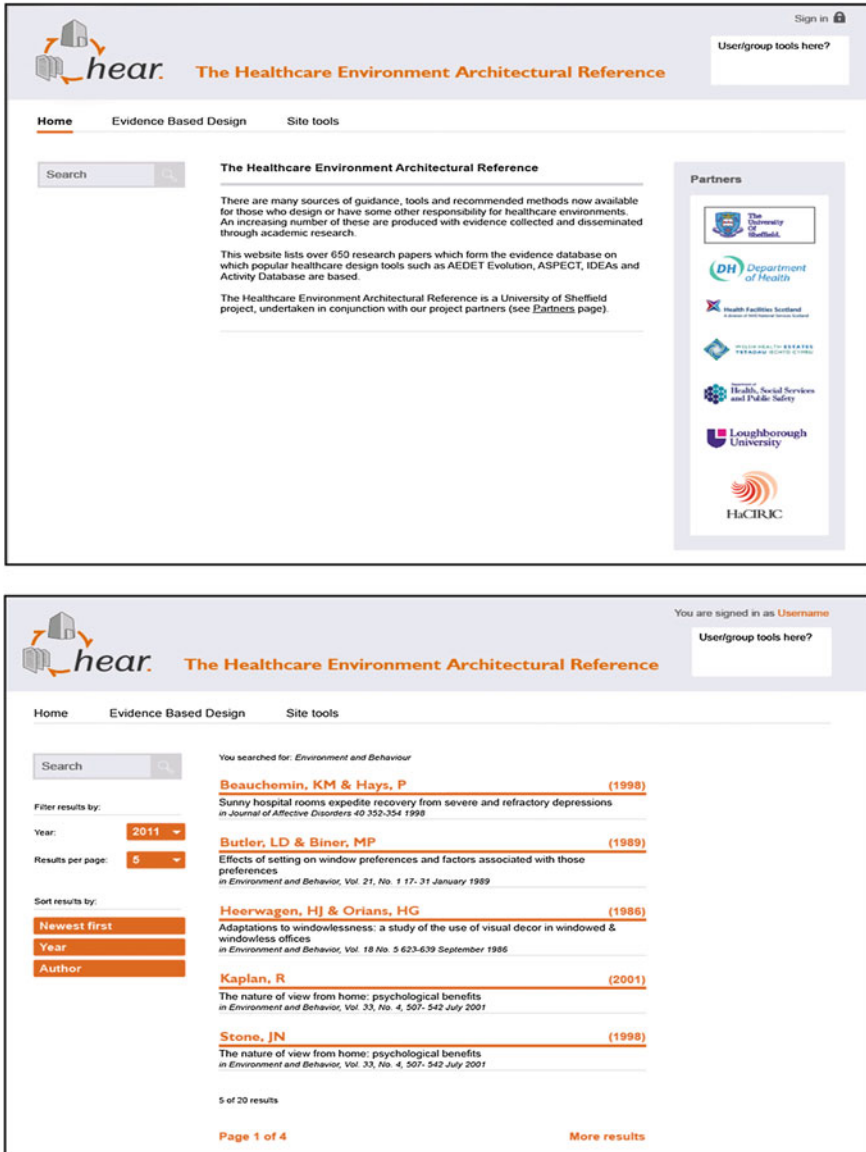 Sign in
hear.
The Healthcare Environment Architectural Reference
User/group tools here?
Home Evidence Based Design Site tools
Search
The Healthcare Environment Architectural Reference
There are many sources of guidance, tools and recommended methods now available
for those who design or have some other responsibility for healthcare environments.
An increasing number of these are produced with evidence collected and disseminated
through academic research.
This website lists over 650 research papers which form the evidence database on
which popular healthcare design tools such as AEDET Evolution, ASPECT, IDEAs and
Activity Database are based.
The Healthcare Environment Architectural Reference is a University of Sheffield
project, undertaken in conjunction with our project partners (see Partners page).
Partners
The
University
Of
Sheffield.
DH Department
of Health
Health Facilities Scotland
WELSH HEALTH ESTATES
Department of
Health, Social Services
and Public Safety
Loughborough
University
HaCIRIC
You are signed in as Username
hear.
The Healthcare Environment Architectural Reference
User/group tools here?
Home Evidence Based Design Site tools
Search
Filter results by:
Year: 2011
Results per page: 5
Sort results by:
Newest first
Year
Author
You searched for: Environment and Behaviour
Beauchemin, KM & Hays, P (1998)
Sunny hospital rooms expedite recovery from severe and refractory depressions
in Journal of Affective Disorders 40 352-354 1998
Butler, LD & Biner, MP (1989)
Effects of setting on window preferences and factors associated with those
preferences
in Environment and Behavior, Vol. 21, No. 1 17- 31 January 1989
Heerwagen, HJ & Orians, HG (1986)
Adaptations to windowlessness: a study of the use of visual decor in windowed &
windowless offices
in Environment and Behavior, Vol. 18 No. 5 623-639 September 1986
Kaplan, R (2001)
The nature of view from home: psychological benefits
in Environment and Behavior, Vol. 33, No. 4, 507- 542 July 2001
Stone, JN (1998)
The nature of view from home: psychological benefits
in Environment and Behavior, Vol. 33, No. 4, 507- 542 July 2001
5 of 20 results
Page 1 of 4 More results